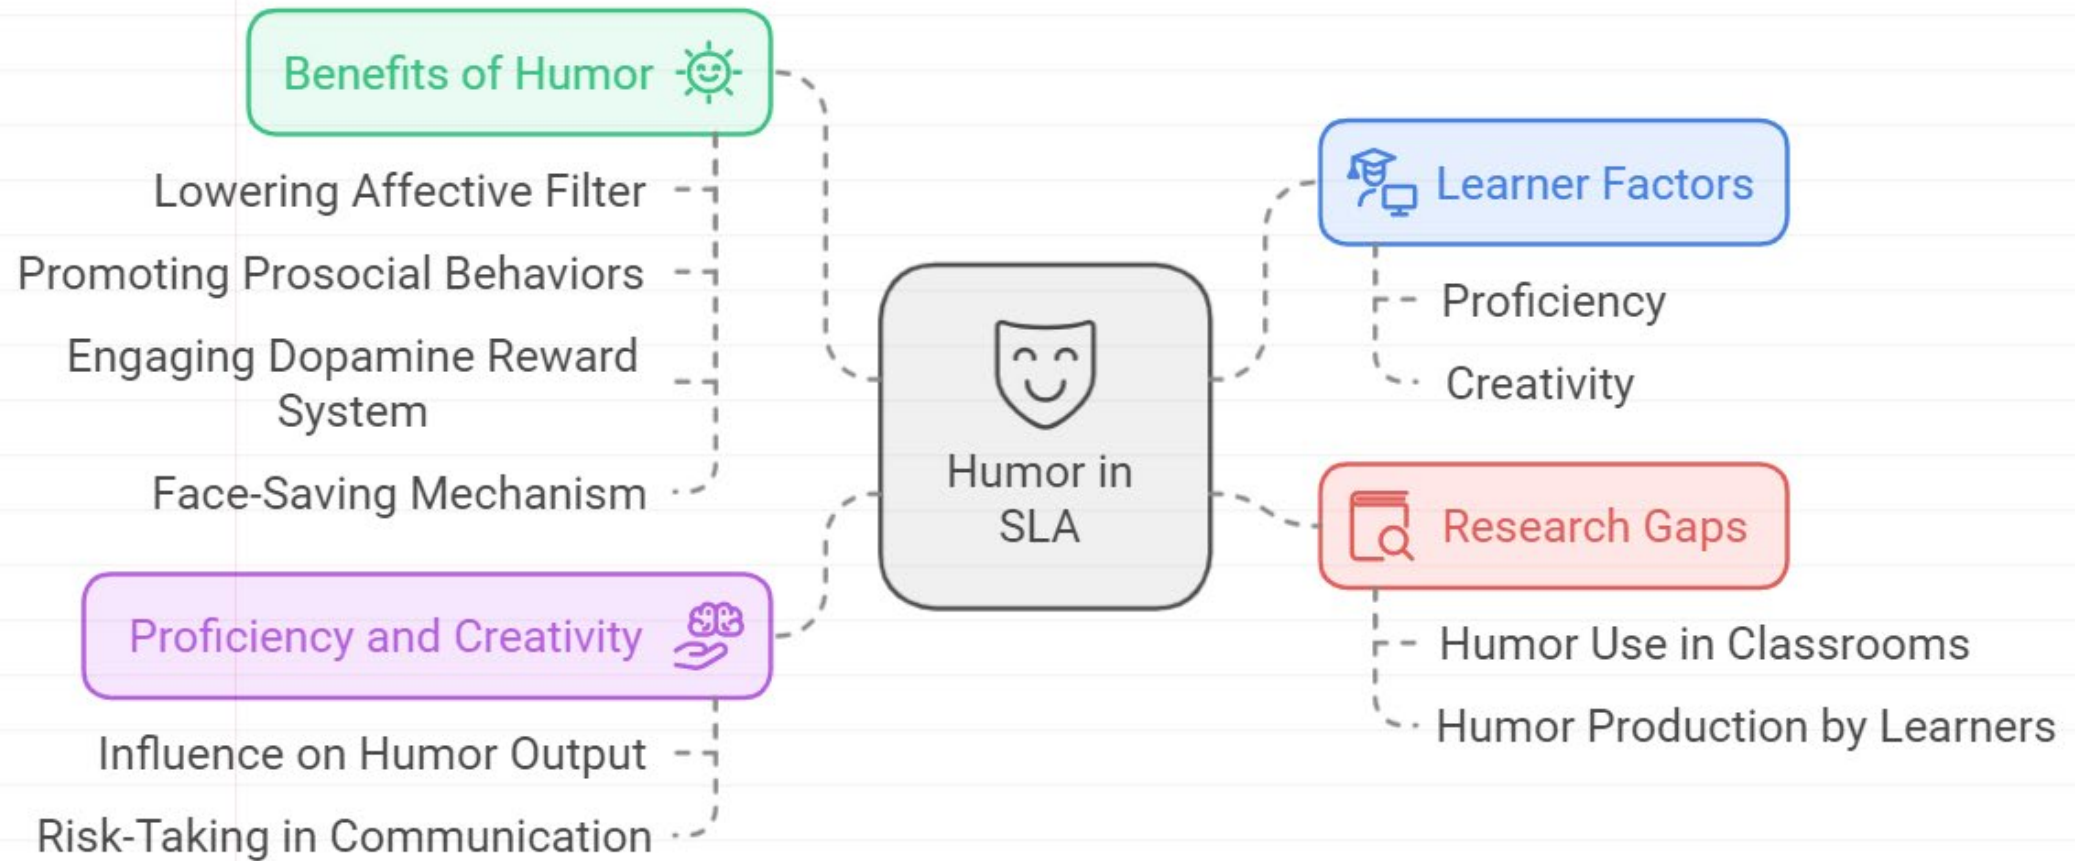 Benefits of Humor
Lowering Affective Filter
Promoting Prosocial Behaviors
Engaging Dopamine Reward
System
Face-Saving Mechanism
Proficiency and Creativity
Influence on Humor Output
Risk-Taking in Communication
Humor in
SLA
Learner Factors
Proficiency
Creativity
Research Gaps
Humor Use in Classrooms
Humor Production by Learners